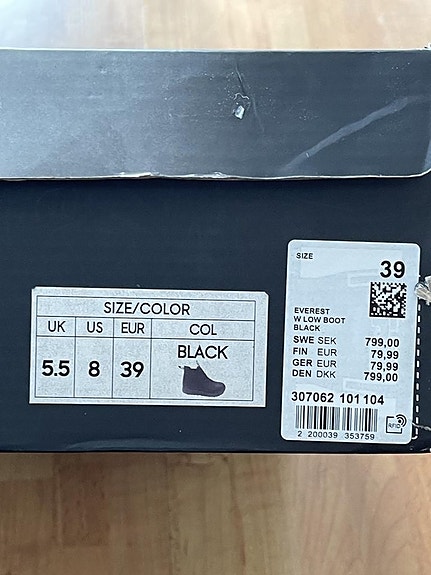 SIZE/COLOR
UK US EUR COL
5.5 8 39 BLACK
SIZE
39
EVEREST
W LOW BOOT
BLACK
SWE SEK 799,00
FIN EUR 79,99
GER EUR 79,99
DEN DKK 799,00
307062 101 104
2 200039 353759
RFID